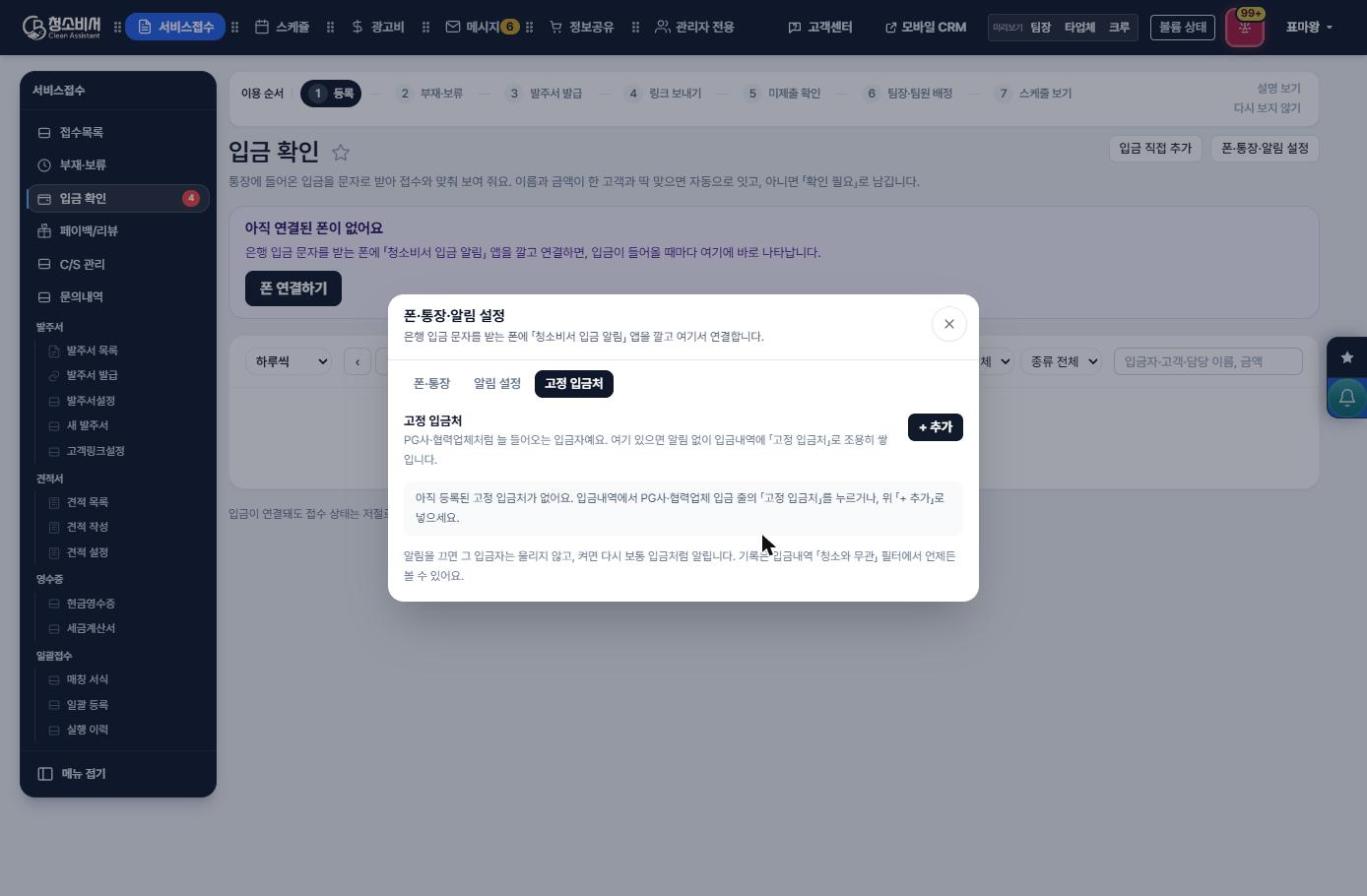 청소비서
Clean Assistant
서비스접수
스케줄
광고비
메시지 6
정보공유
관리자 전용
고객센터
모바일 CRM
미리보기 팀장 타업체 크루
볼륨 상태
99+
표마왕
서비스접수
접수목록
부재·보류
입금 확인 4
페이백/리뷰
C/S 관리
문의내역
발주서
발주서 목록
발주서 발급
발주서설정
새 발주서
고객링크설정
견적서
견적 목록
견적 작성
견적 설정
영수증
현금영수증
세금계산서
일괄접수
매칭 서식
일괄 등록
실행 이력
메뉴 접기
이용 순서 1 등록 2 부재·보류 3 발주서 발급 4 링크 보내기 5 미제출 확인 6 팀장·팀원 배정 7 스케줄 보기
설명 보기
다시 보지 않기
입금 확인
입금 직접 추가
폰·통장·알림 설정
통장에 들어온 입금을 문자로 받아 접수와 맞춰 보여 줘요. 이름과 금액이 한 고객과 딱 맞으면 자동으로 잇고, 아니면 「확인 필요」로 남깁니다.
아직 연결된 폰이 없어요
은행 입금 문자를 받는 폰에 「청소비서 입금 알림」 앱을 깔고 연결하면, 입금이 들어올 때마다 여기에 바로 나타납니다.
폰 연결하기
하루씩
‹
체
종류 전체
입금자·고객·담당 이름, 금액
입금이 연결돼도 접수 상태는 저절로
폰·통장·알림 설정
은행 입금 문자를 받는 폰에 「청소비서 입금 알림」 앱을 깔고 여기서 연결합니다.
폰·통장
알림 설정
고정 입금처
고정 입금처
PG사·협력업체처럼 늘 들어오는 입금자예요. 여기 있으면 알림 없이 입금내역에 「고정 입금처」로 조용히 쌓
입니다.
+ 추가
아직 등록된 고정 입금처가 없어요. 입금내역에서 PG사·협력업체 입금 줄의 「고정 입금처」를 누르거나, 위 「+ 추가」로
넣으세요.
알림을 끄면 그 입금자는 울리지 않고, 켜면 다시 보통 입금처럼 알립니다. 기록은 입금내역 「청소와 무관」 필터에서 언제든
볼 수 있어요.